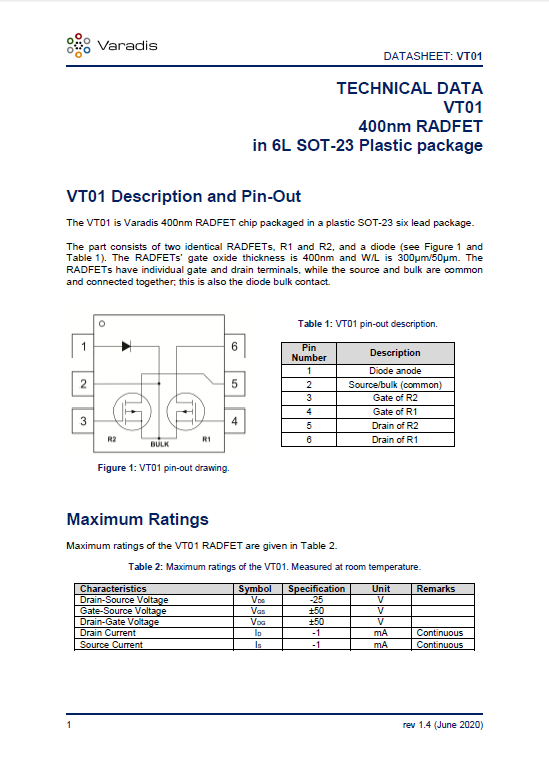 Varadis
DATASHEET: VT01
TECHNICAL DATA
VT01
400nm RADFET
in 6L SOT-23 Plastic package
VT01 Description and Pin-Out
The VT01 is Varadis 400nm RADFET chip packaged in a plastic SOT-23 six lead package.
The part consists of two identical RADFETs, R1 and R2, and a diode (see Figure 1 and
Table 1). The RADFETs' gate oxide thickness is 400nm and W/L is 300μm/50μm. The
RADFETs have individual gate and drain terminals, while the source and bulk are common
and connected together; this is also the diode bulk contact.
1
6
2
5
3
4
R2
BULK
R1
Figure 1: VT01 pin-out drawing.
Table 1: VT01 pin-out description.
Pin Number Description
1 Diode anode
2 Source/bulk (common)
3 Gate of R2
4 Gate of R1
5 Drain of R2
6 Drain of R1
Maximum Ratings
Maximum ratings of the VT01 RADFET are given in Table 2.
Table 2: Maximum ratings of the VT01. Measured at room temperature.
Characteristics Symbol Specification Unit Remarks
Drain-Source Voltage VDS -25 V
Gate-Source Voltage VGS ±50 V
Drain-Gate Voltage VDG ±50 V
Drain Current ID -1 mA Continuous
Source Current IS -1 mA Continuous
1
rev 1.4 (June 2020)